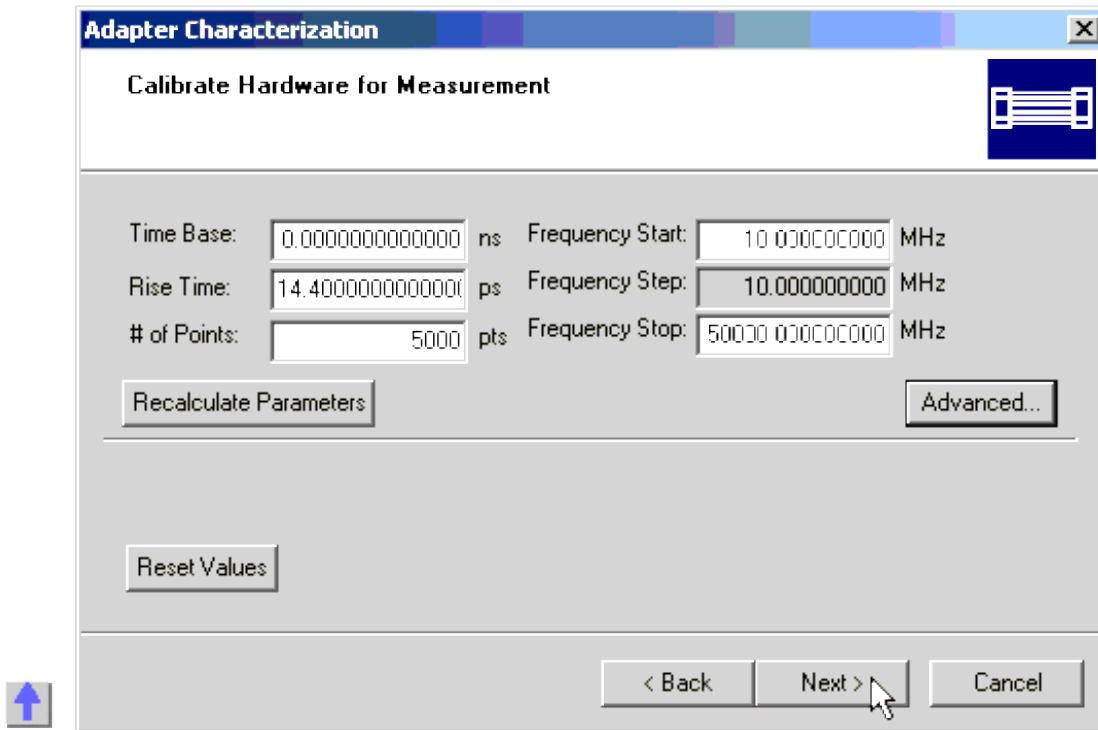 Adapter Characterization
Calibrate Hardware for Measurement
Time Base: 0.0000000000000 ns Frequency Start: 10.000000000 MHz
Rise Time: 14.4000000000000 ps Frequency Step: 10.000000000 MHz
# of Points: 5000 pts Frequency Stop: 50000.000000000 MHz
Recalculate Parameters Advanced...
Reset Values
< Back Next > Cancel